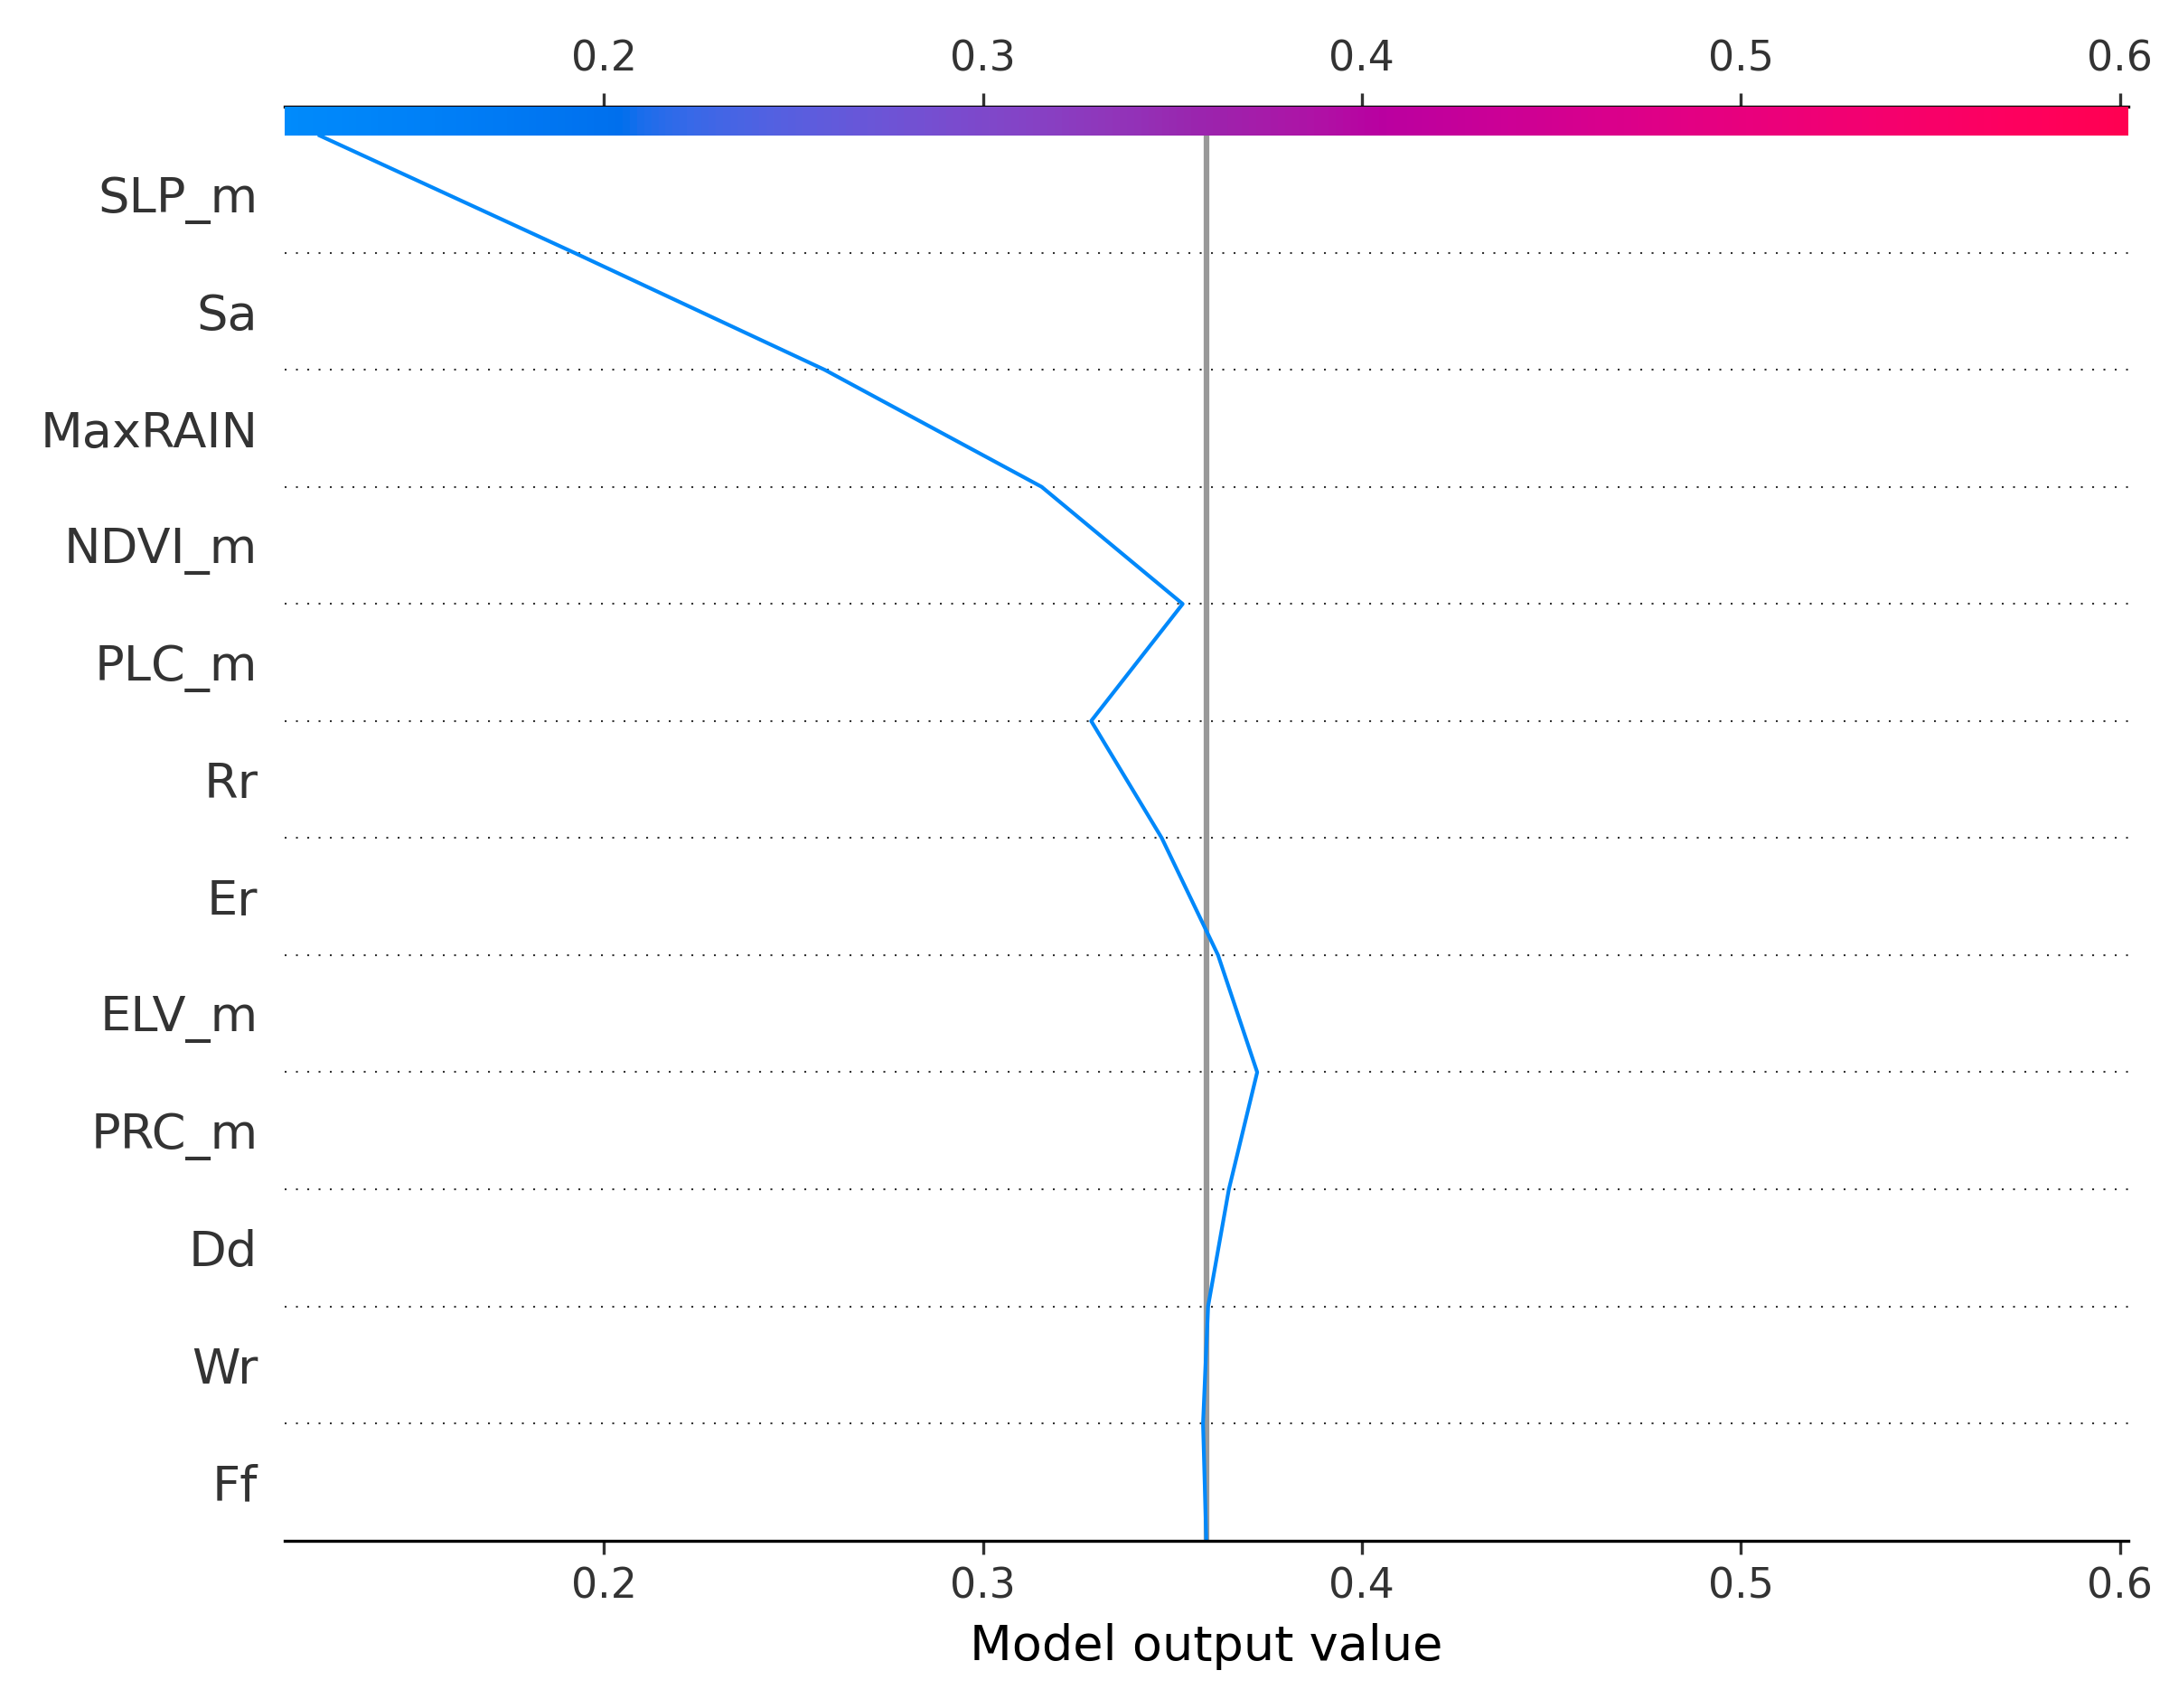 0.2 0.3 0.4 0.5 0.6
SLP_m
Sa
MaxRAIN
NDVI_m
PLC_m
Rr
Er
ELV_m
PRC_m
Dd
Wr
Ff
0.2 0.3 0.4 0.5 0.6
Model output value